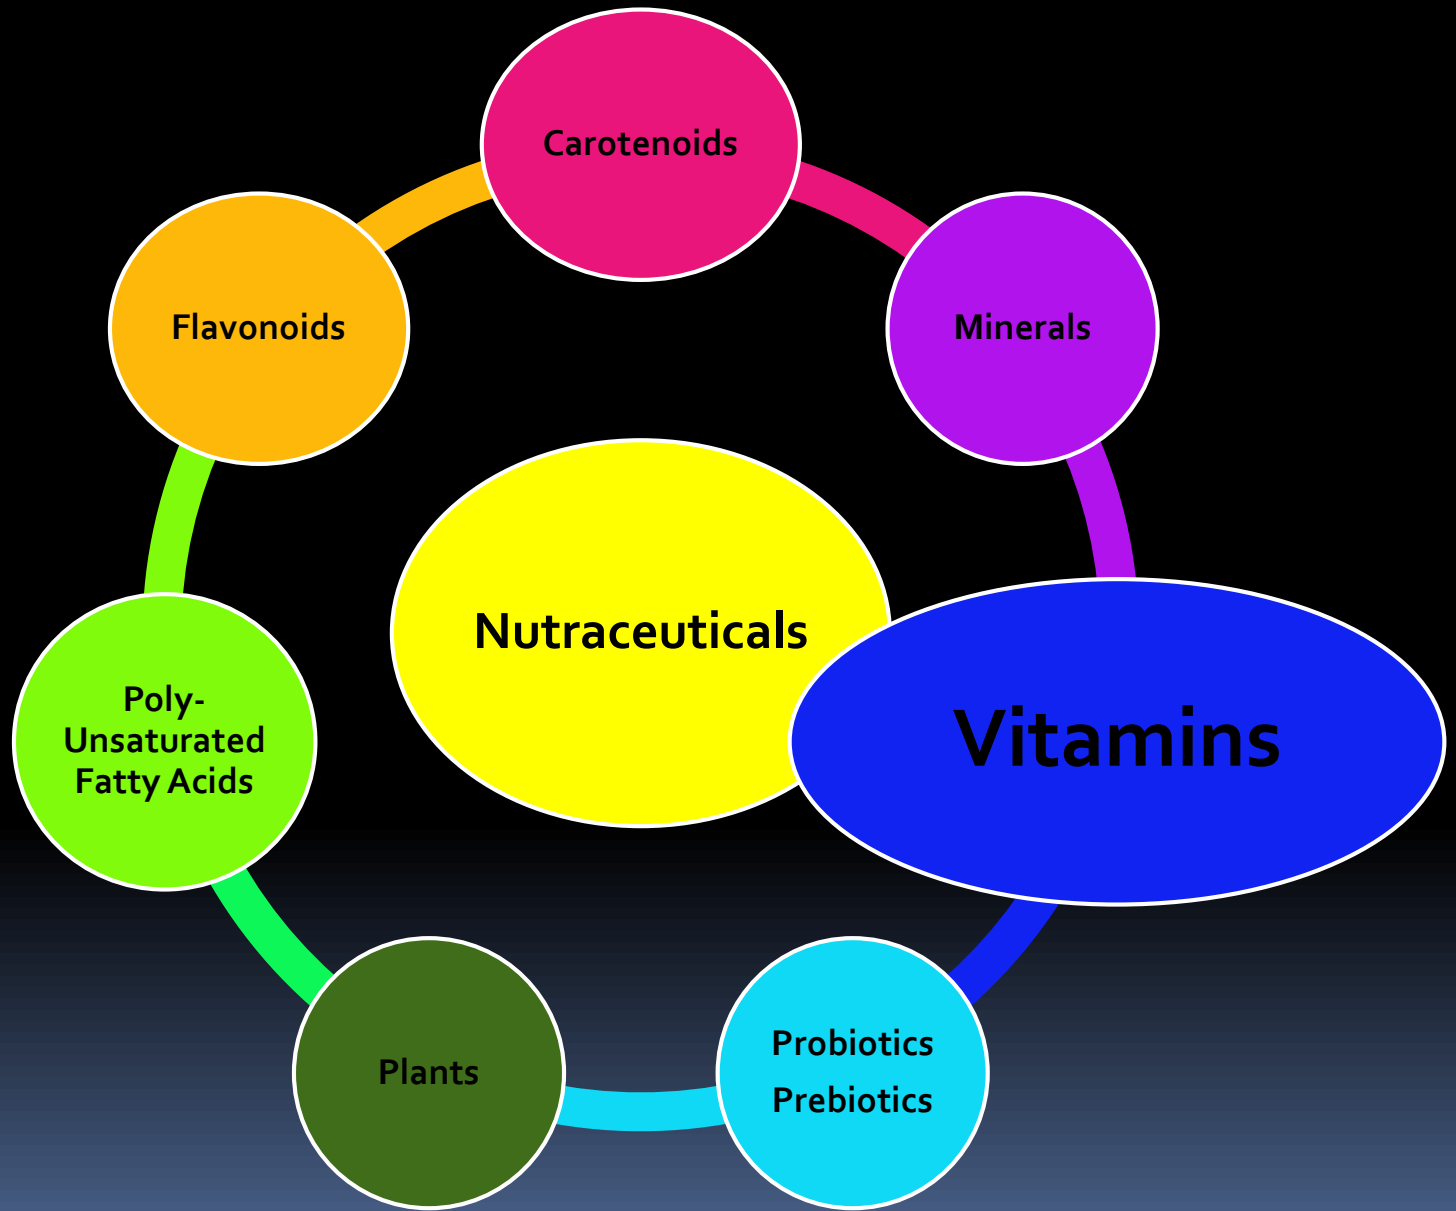 Carotenoids
Flavonoids
Minerals
Nutraceuticals
Poly-
Unsaturated
Fatty Acids
Vitamins
Plants
Probiotics
Prebiotics